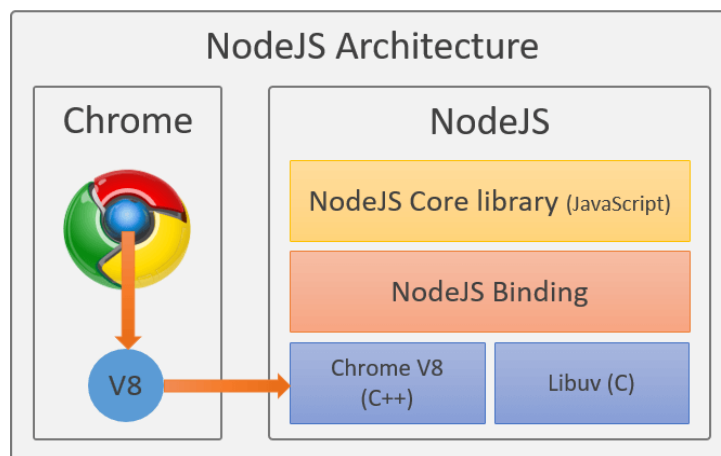 NodeJS Architecture
Chrome
V8
NodeJS
NodeJS Core library (JavaScript)
NodeJS Binding
Chrome V8
(C++)
Libuv (C)